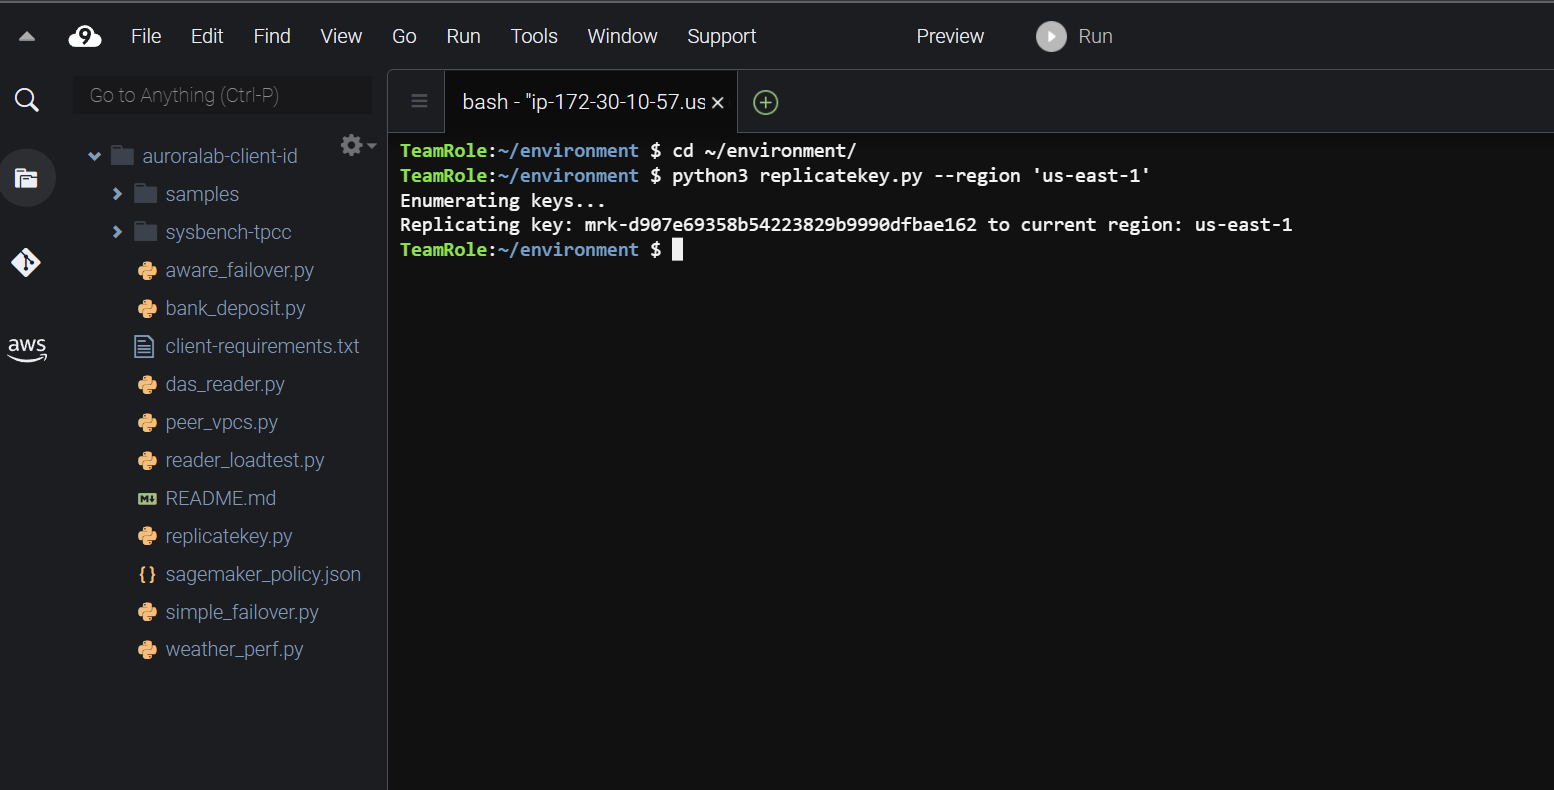 9 File Edit Find View Go Run Tools Window Support Preview Run
Go to Anything (Ctrl-P)
bash - "ip-172-30-10-57.us
auroralab-client-id
samples
sysbench-tpcc
aware_failover.py
bank_deposit.py
client-requirements.txt
das_reader.py
peer_vpcs.py
reader_loadtest.py
README.md
replicatekey.py
{} sagemaker_policy.json
simple_failover.py
weather_perf.py
aws
TeamRole:~/environment $ cd ~/environment/
TeamRole:~/environment $ python3 replicatekey.py --region 'us-east-1'
Enumerating keys...
Replicating key: mrk-d907e69358b54223829b9990dfbae162 to current region: us-east-1
TeamRole:~/environment $